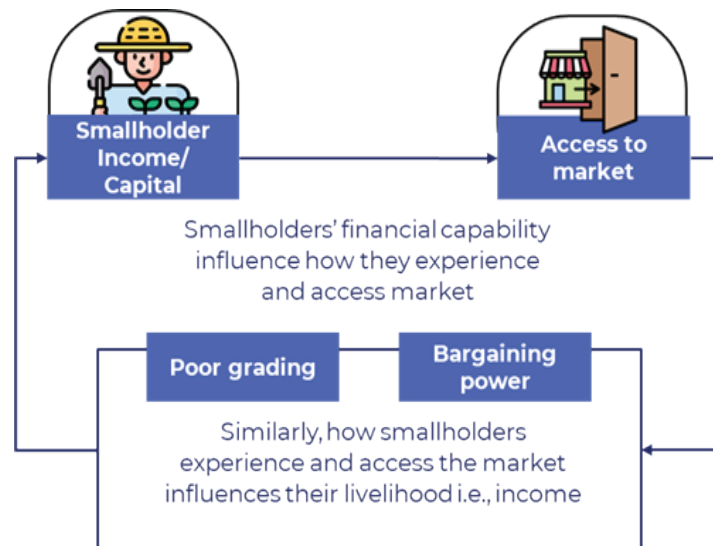 Smallholder
Income/
Capital
Access to
market
Smallholders' financial capability
influence how they experience
and access market
Poor grading
Bargaining
power
Similarly, how smallholders
experience and access the market
influences their livelihood i.e., income